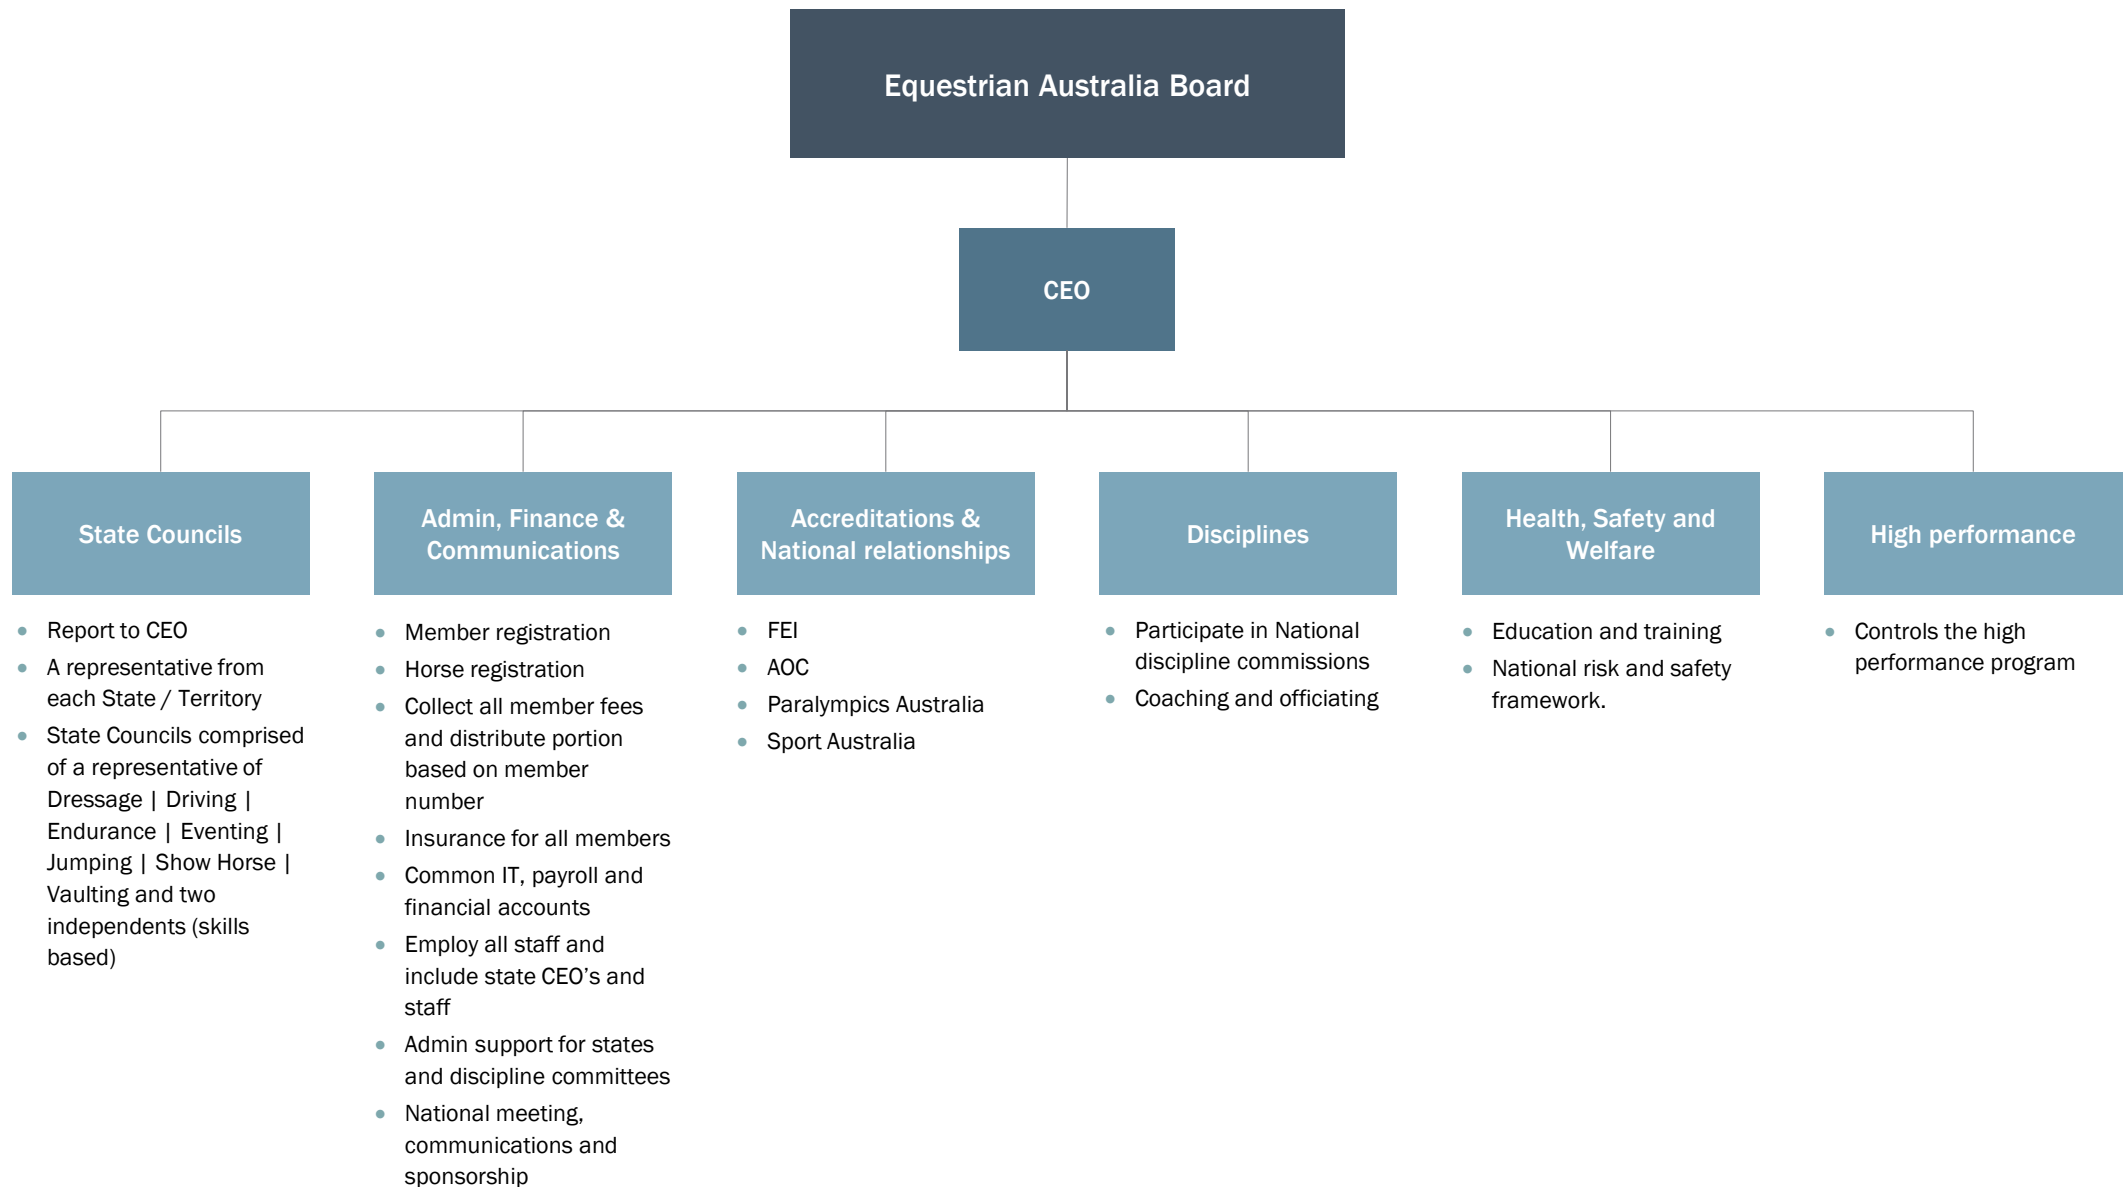 Equestrian Australia Board
CEO
State Councils
• Report to CEO
• A representative from
each State / Territory
• State Councils comprised
of a representative of
Dressage | Driving |
Endurance | Eventing |
Jumping | Show Horse |
Vaulting and two
independents (skills
based)
Admin, Finance &
Communications
• Member registration
• Horse registration
• Collect all member fees
and distribute portion
based on member
number
• Insurance for all members
• Common IT, payroll and
financial accounts
• Employ all staff and
include state CEO’s and
staff
• Admin support for states
and discipline committees
• National meeting,
communications and
sponsorship
Accreditations &
National relationships
• FEI
• AOC
• Paralympics Australia
• Sport Australia
Disciplines
• Participate in National
discipline commissions
• Coaching and officiating
Health, Safety and
Welfare
• Education and training
• National risk and safety
framework.
High performance
• Controls the high
performance program